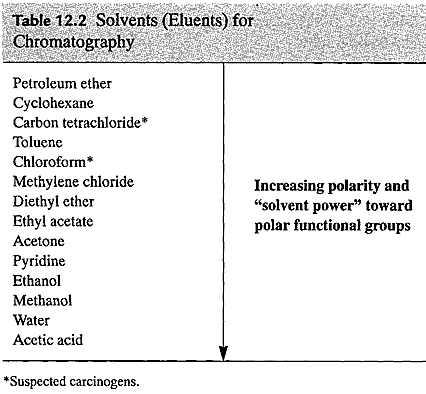 Table 12.2 Solvents (Eluents) for
Chromatography
Petroleum ether
Cyclohexane
Carbon tetrachloride*
Toluene
Chloroform*
Methylene chloride
Diethyl ether
Ethyl acetate
Acetone
Pyridine
Ethanol
Methanol
Water
Acetic acid
Increasing polarity and
“solvent power” toward
polar functional groups
*Suspected carcinogens.